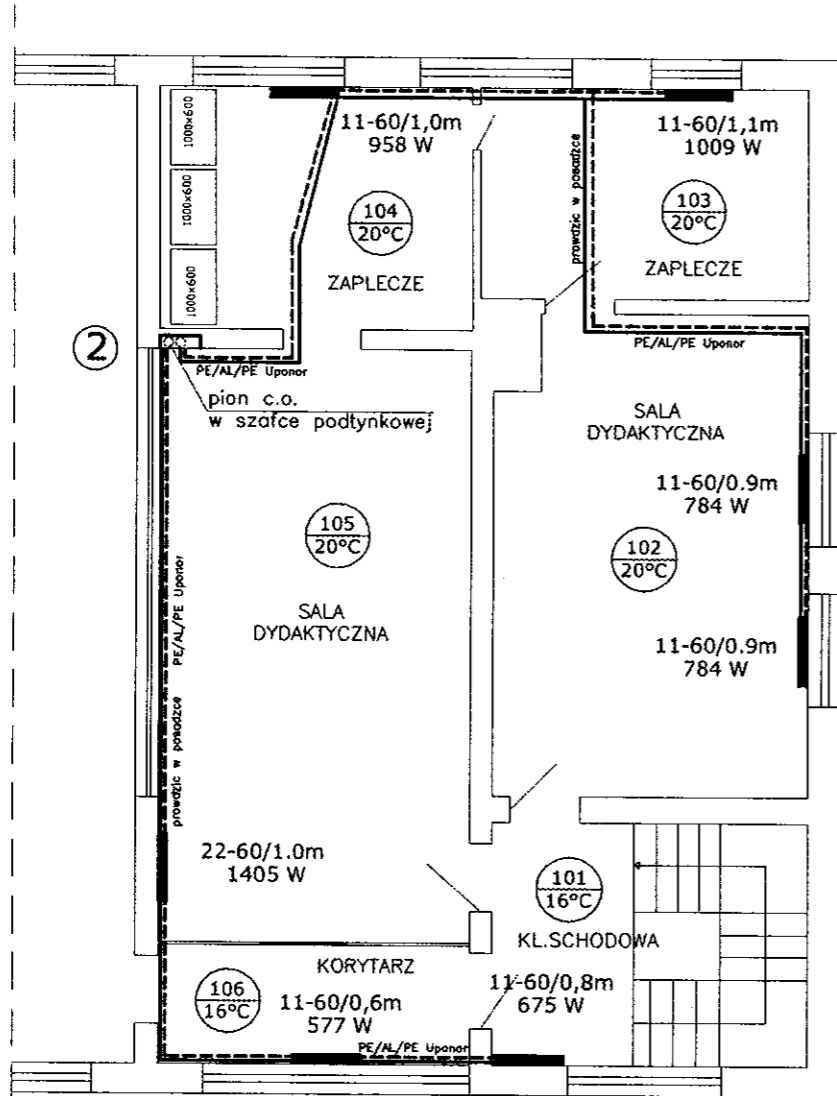 1000x600
1000x600
1000x600
11-60/1,0m
958 W
104
20°C
ZAPLECZE
11-60/1,1m
1009 W
103
20°C
ZAPLECZE
prowdzic w posadzce
2
PE/AL/PE Uponor
pion c.o.
w szafce podtynkowej
PE/AL/PE Uponor
SALA
DYDAKTYCZNA
11-60/0.9m
784 W
102
20°C
11-60/0.9m
784 W
105
20°C
SALA
DYDAKTYCZNA
PE/AL/PE Uponor
prowdzic w posadzce
22-60/1.0m
1405 W
101
16°C
KL.SCHODOWA
11-60/0,8m
675 W
KORYTARZ
106
16°C
11-60/0,6m
577 W
PE/AL/PE Uponor